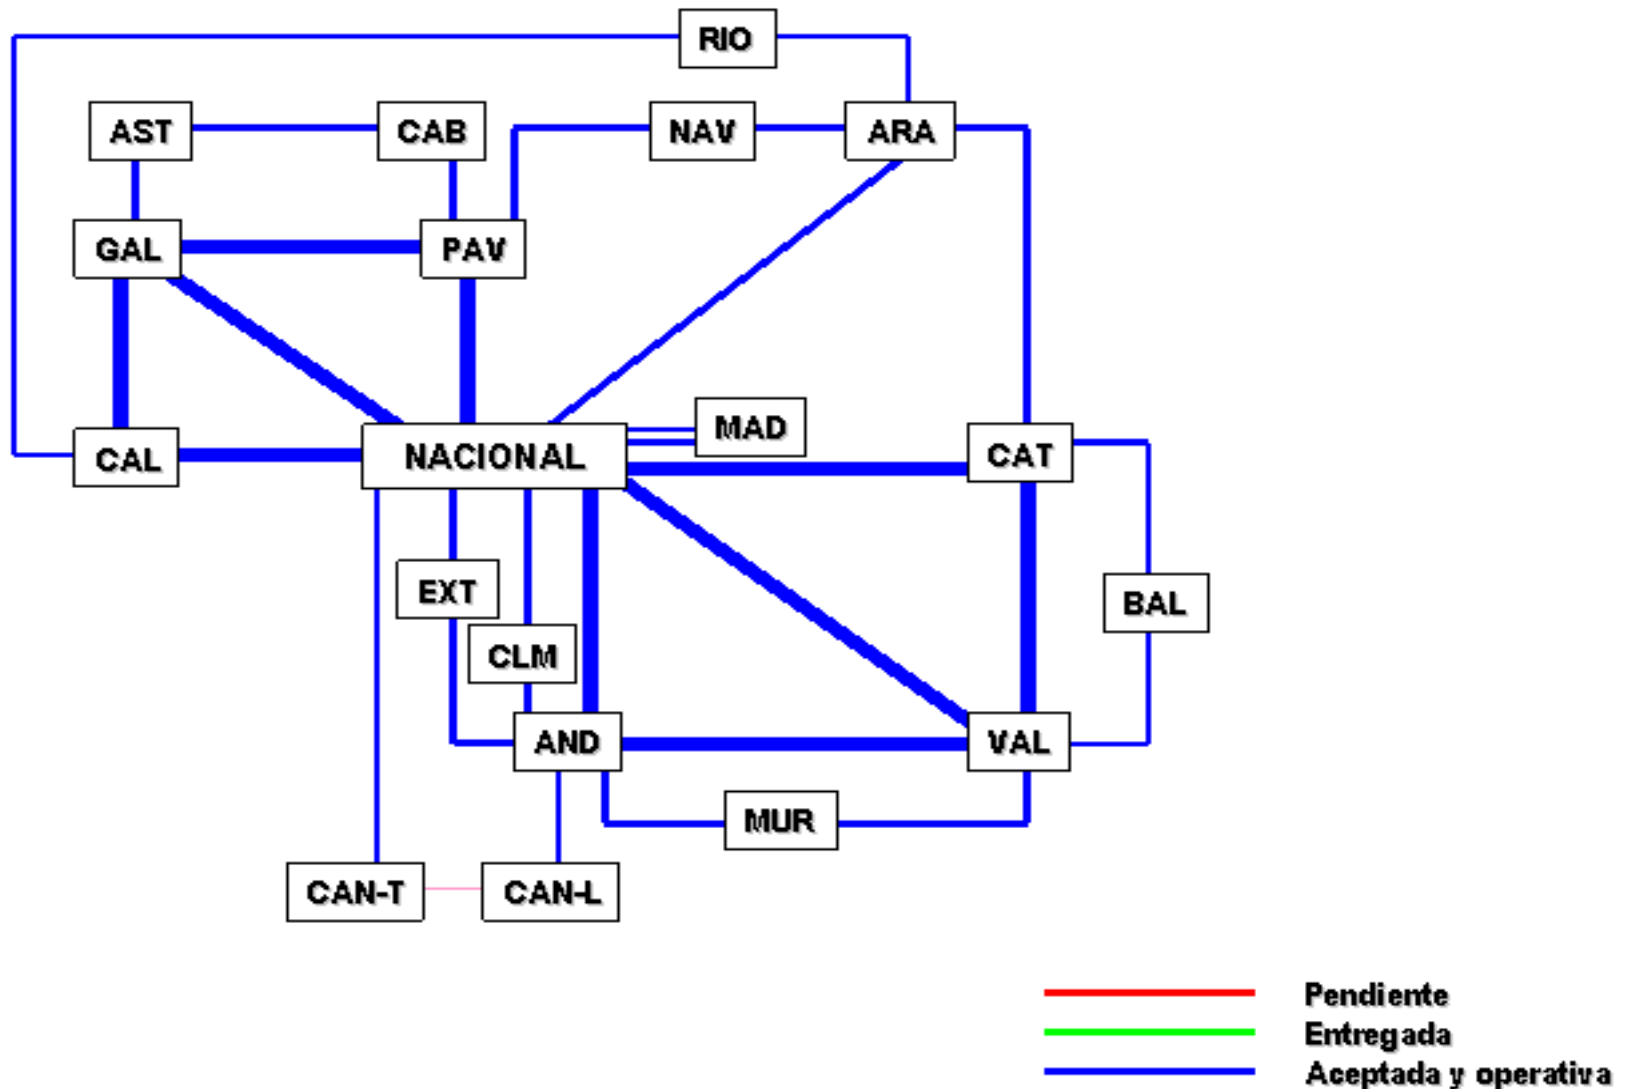 RIO
AST
CAB
NAV
ARA
GAL
PAV
MAD
CAL
NACIONAL
CAT
EXT
BAL
CLM
AND
VAL
MUR
CAN-T
CAN-L
Pendiente
Entregada
Aceptada y operativa